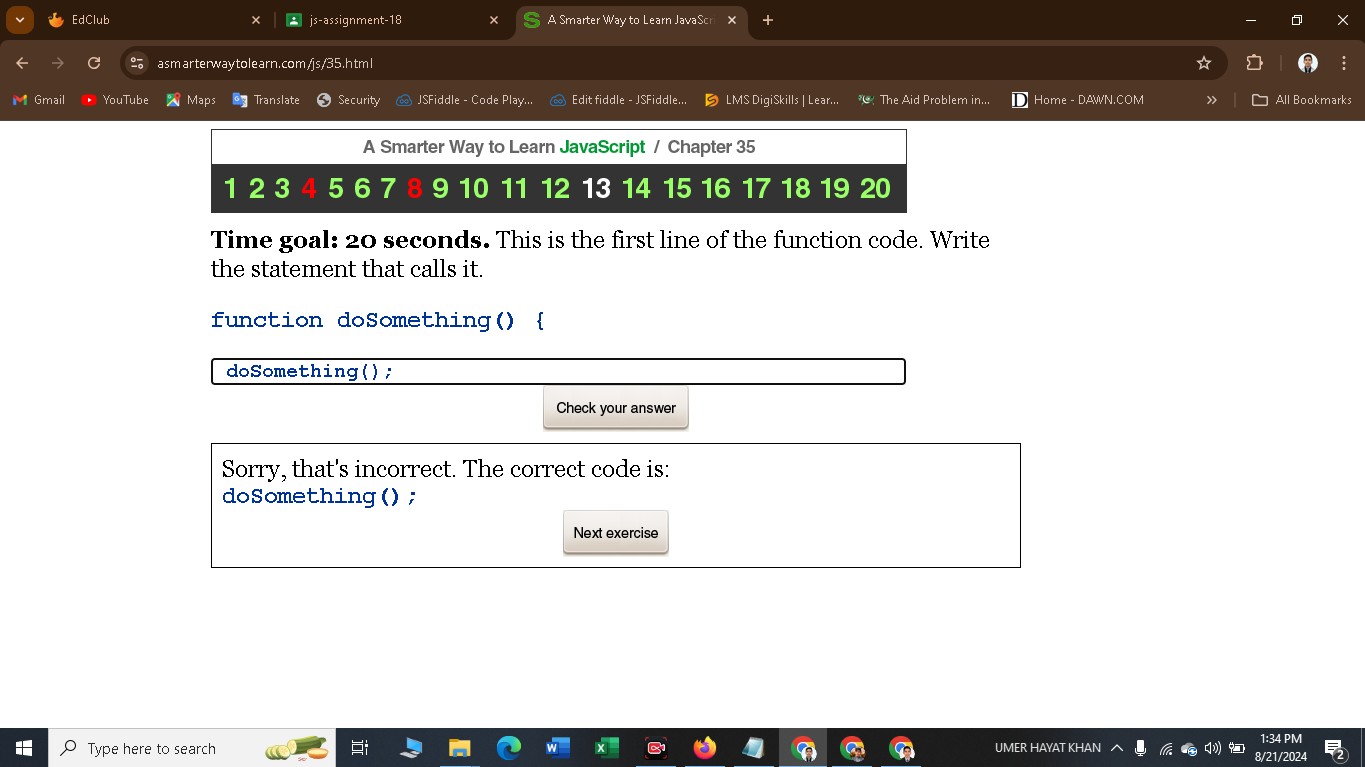 EdClub
js-assignment-18
A Smarter Way to Learn JavaScr
asmarterwaytolearn.com/js/35.html
Gmail YouTube Maps Translate Security JSFiddle - Code Play... Edit fiddle - JSFiddle... LMS DigiSkills | Lear... The Aid Problem in... Home - DAWN.COM » All Bookmarks
A Smarter Way to Learn JavaScript / Chapter 35
1 2 3 4 5 6 7 8 9 10 11 12 13 14 15 16 17 18 19 20
Time goal: 20 seconds. This is the first line of the function code. Write
the statement that calls it.
function doSomething() {
doSomething();
Check your answer
Sorry, that's incorrect. The correct code is:
doSomething();
Next exercise
Type here to search
UMER HAYAT KHAN
1:34 PM
8/21/2024
2